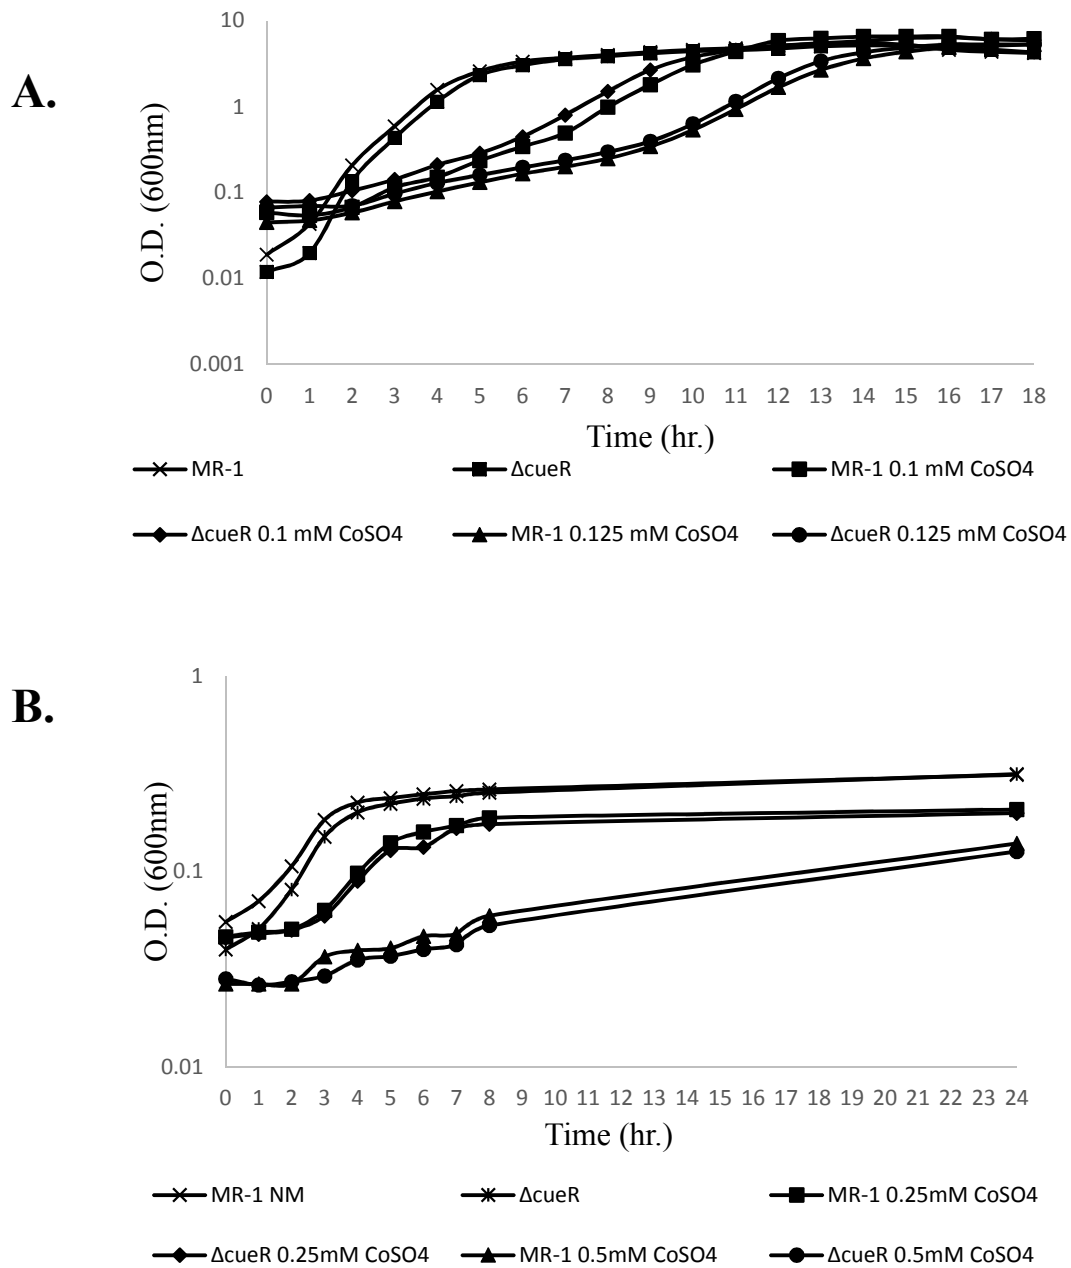 A.
O.D. (600nm)
10
1
0.1
0.01
0.001
0 1 2 3 4 5 6 7 8 9 10 11 12 13 14 15 16 17 18
Time (hr.)
MR-1 ΔcueR MR-1 0.1 mM CoSO4
ΔcueR 0.1 mM CoSO4 MR-1 0.125 mM CoSO4 ΔcueR 0.125 mM CoSO4
B.
O.D. (600nm)
1
0.1
0.01
0 1 2 3 4 5 6 7 8 9 10 11 12 13 14 15 16 17 18 19 20 21 22 23 24
Time (hr.)
MR-1 NM ΔcueR MR-1 0.25mM CoSO4
ΔcueR 0.25mM CoSO4 MR-1 0.5mM CoSO4 ΔcueR 0.5mM CoSO4